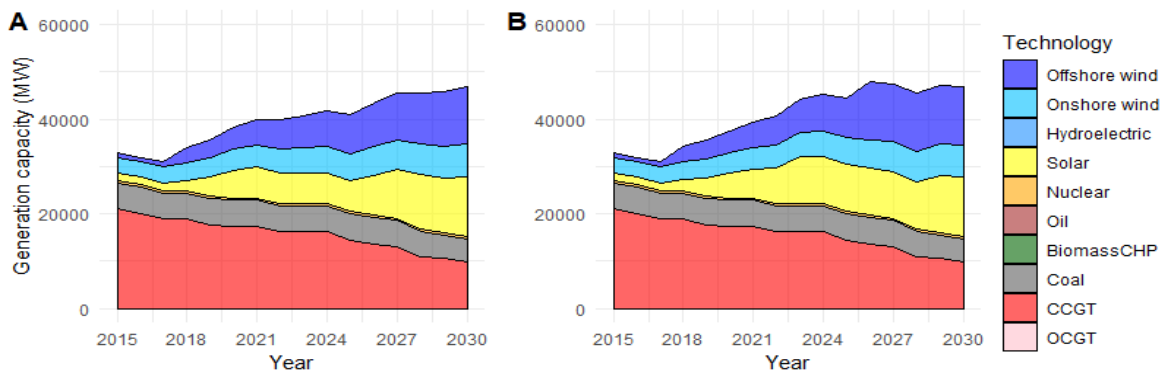 A
Generation capacity (MW)
60000
40000
20000
0
2015 2018 2021 2024 2027 2030
Year
B
60000
40000
20000
0
2015 2018 2021 2024 2027 2030
Year
Technology
Offshore wind
Onshore wind
Hydroelectric
Solar
Nuclear
Oil
BiomassCHP
Coal
CCGT
OCGT